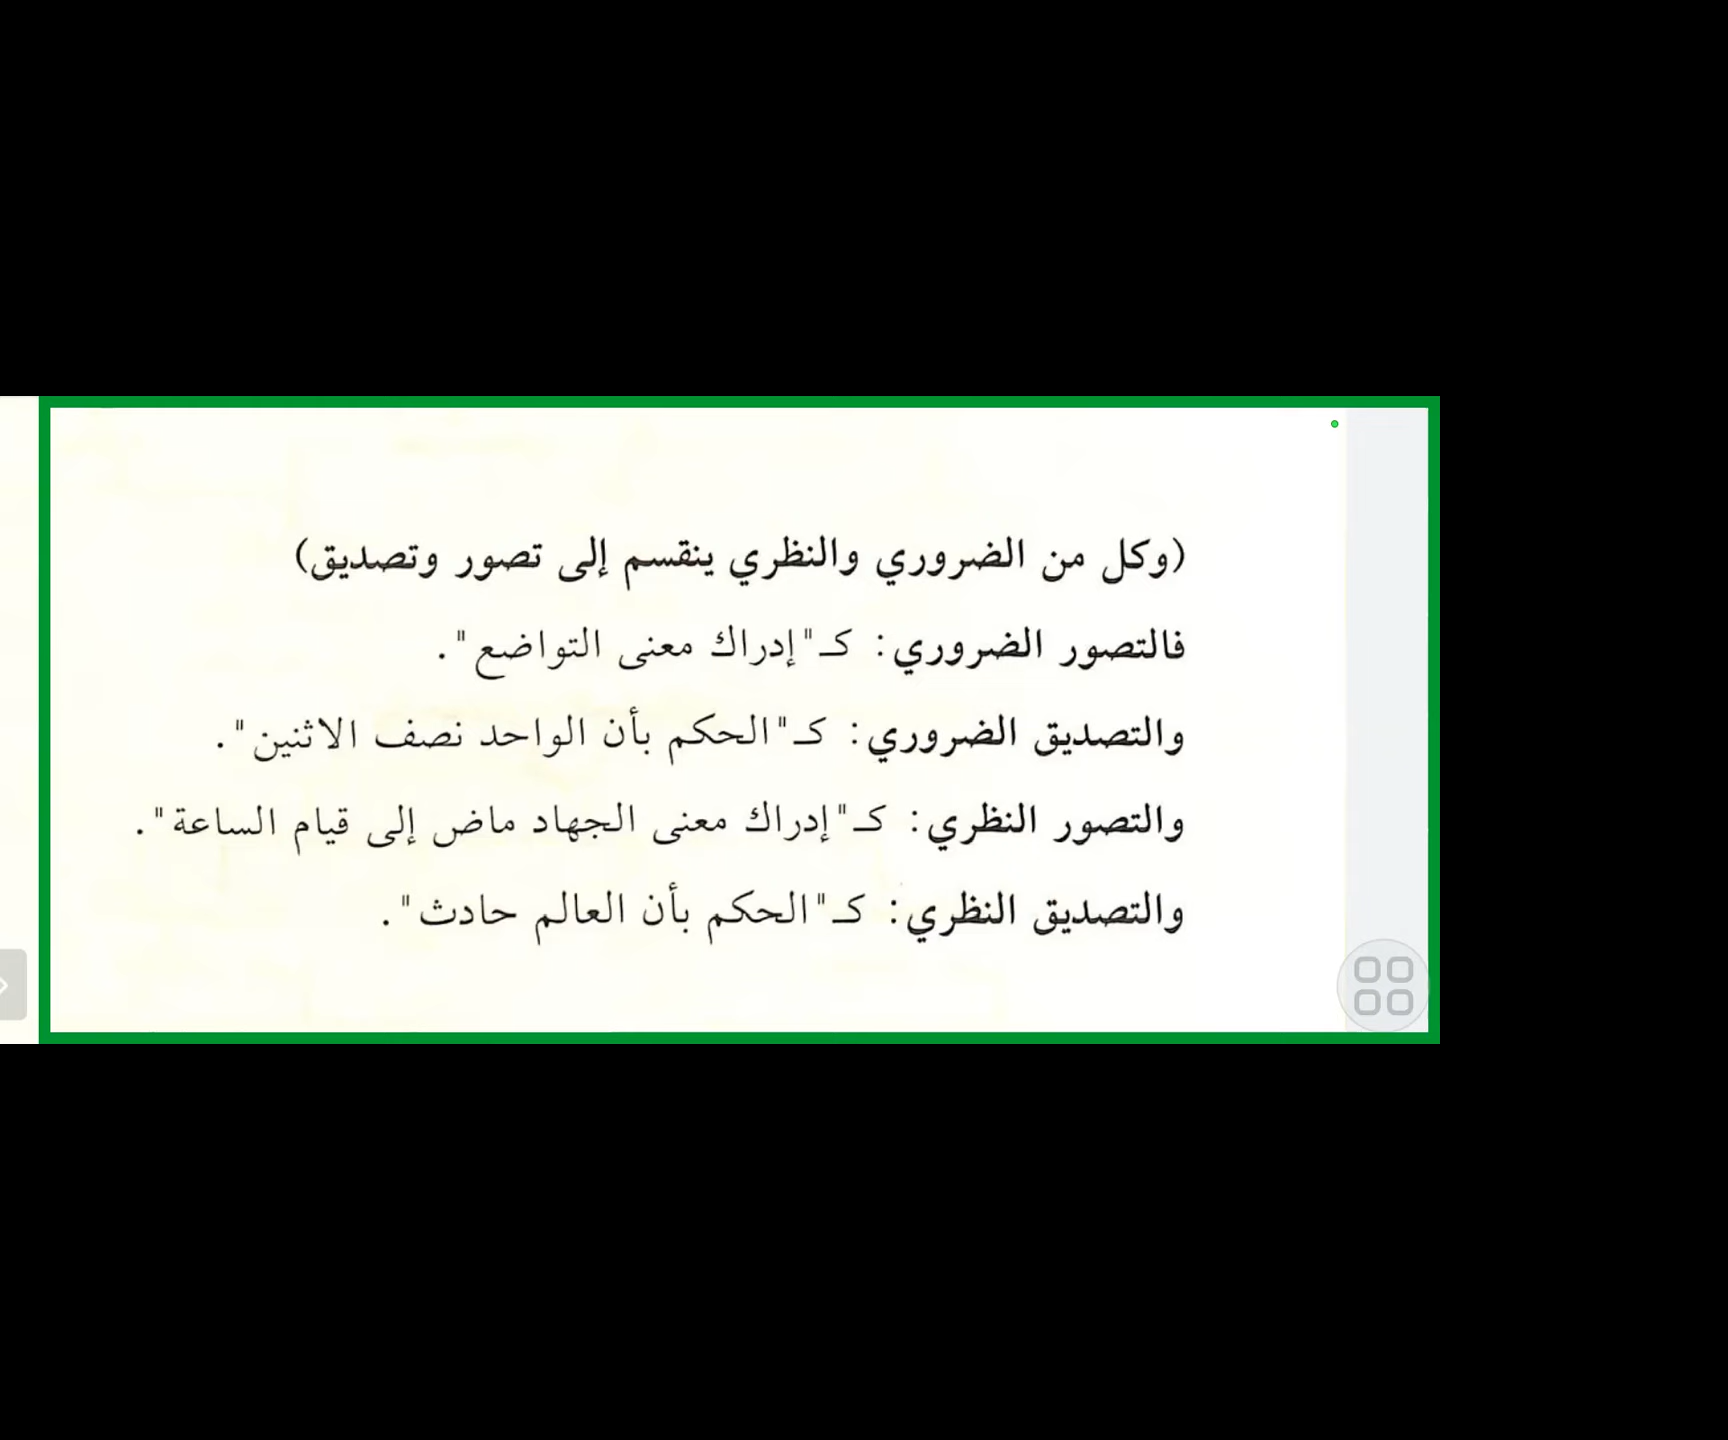 (وكل من الضروري والنظري ينقسم إلى تصور وتصديق)
فالتصور الضروري: كـ"إدراك معنى التواضع".
والتصديق الضروري: كـ"الحكم بأن الواحد نصف الاثنين".
والتصور النظري: كـ"إدراك معنى الجهاد ماض إلى قيام الساعة".
والتصديق النظري: كـ"الحكم بأن العالم حادث".